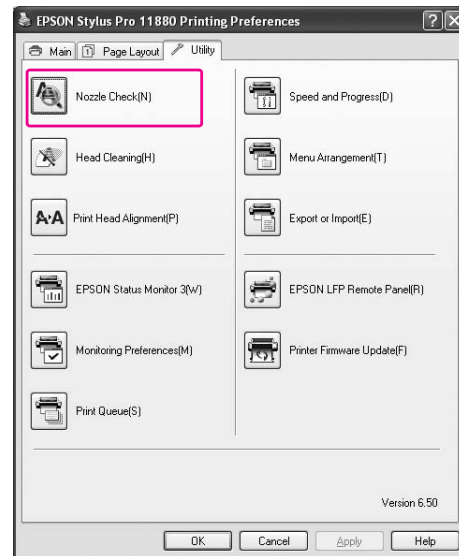 EPSON Stylus Pro 11880 Printing Preferences
Main
Page Layout
Utility
Nozzle Check(N)
Speed and Progress(D)
Head Cleaning(H)
Menu Arrangement(T)
Print Head Alignment(P)
Export or Import(E)
EPSON Status Monitor 3(W)
EPSON LFP Remote Panel(R)
Monitoring Preferences(M)
Printer Firmware Update(F)
Print Queue(S)
Version 6.50
OK
Cancel
Apply
Help